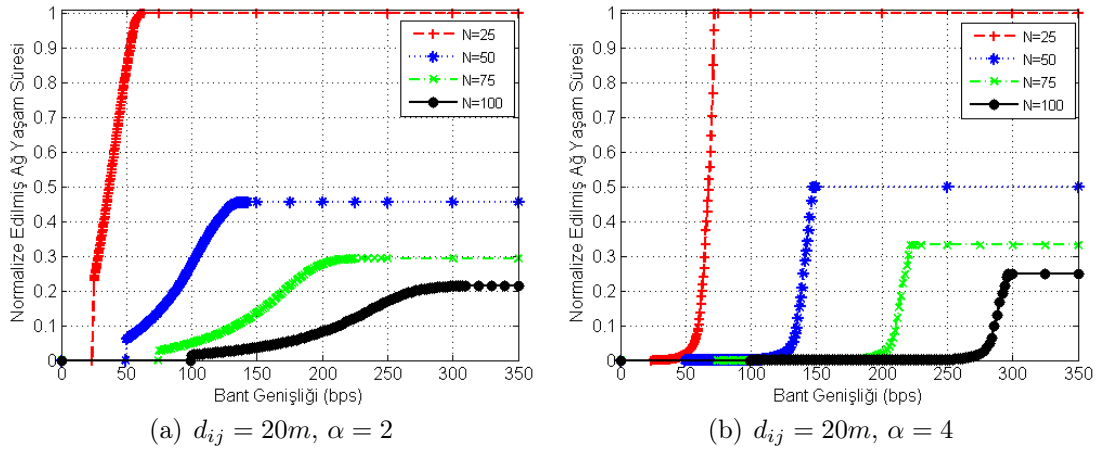 1
0.9
0.8
0.7
0.6
0.5
0.4
0.3
0.2
0.1
0
Normalize Edilmiş Ağ Yaşam Süresi
N=25
N=50
N=75
N=100
0 50 100 150 200 250 300 350
Bant Genişliği (bps)
(a) d_{ij} = 20m, α = 2
1
0.9
0.8
0.7
0.6
0.5
0.4
0.3
0.2
0.1
0
Normalize Edilmiş Ağ Yaşam Süresi
N=25
N=50
N=75
N=100
0 50 100 150 200 250 300 350
Bant Genişliği (bps)
(b) d_{ij} = 20m, α = 4